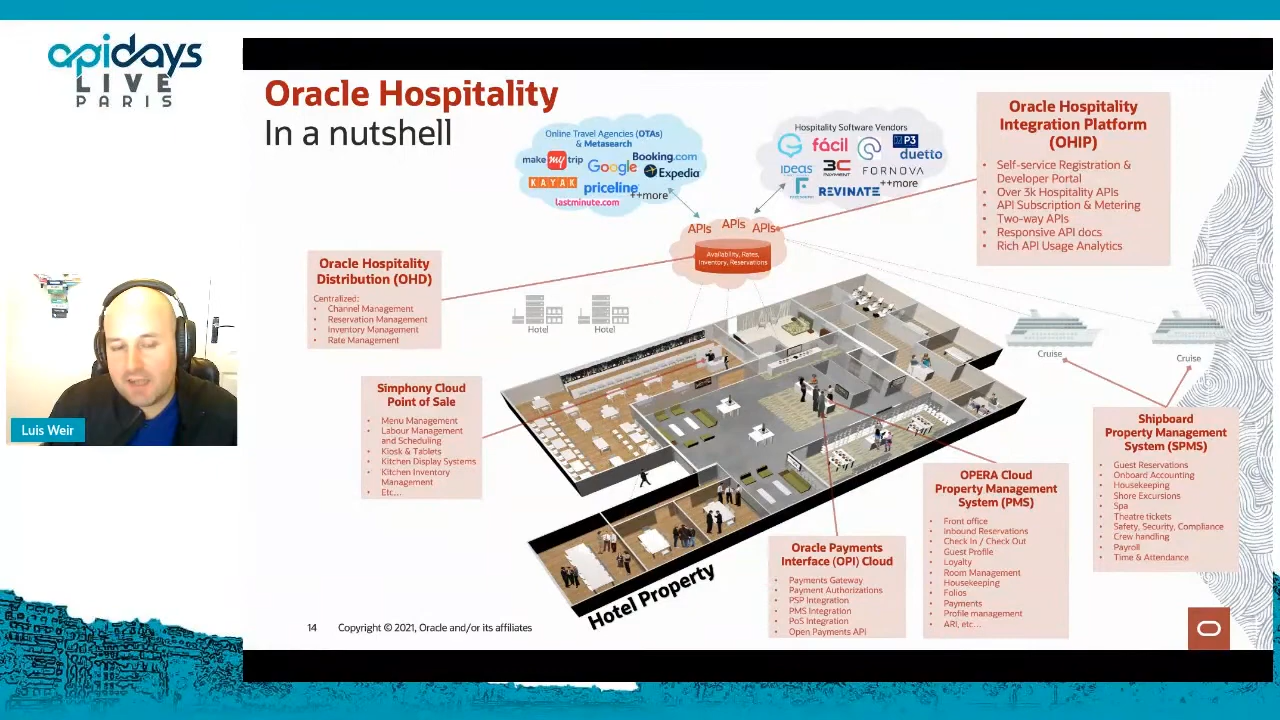 apidays
LIVE
PARIS
Oracle Hospitality
In a nutshell
Online Travel Agencies (OTAs)
& Metasearch
make my trip
Google
Booking.com
Expedia
KAYAK
priceline
++more
lastminute.com
Hospitality Software Vendors
fácil
P3
duetto
IDEAS
3C
PAYMENT
FORNOVA
++more
REVINATE
APIs
APIs
APIs
Availability, Rates,
Inventory, Reservations
Oracle Hospitality
Integration Platform
(OHIP)
• Self-service Registration &
Developer Portal
• Over 3k Hospitality APIs
• API Subscription & Metering
• Two-way APIs
• Responsive API docs
• Rich API Usage Analytics
Oracle Hospitality
Distribution (OHD)
Centralized:
• Channel Management
• Reservation Management
• Inventory Management
• Rate Management
Hotel
Hotel
Cruise
Cruise
Simphony Cloud
Point of Sale
• Menu Management
• Labour Management
and Scheduling
• Kiosk & Tablets
• Kitchen Display Systems
• Kitchen Inventory
Management
• Etc...
Luis Weir
Shipboard
Property Management
System (SPMS)
• Guest Reservations
• Onboard Accounting
• Housekeeping
• Shore Excursions
• Spa
• Theatre tickets
• Safety, Security, Compliance
• Crew handling
• Payroll
• Time & Attendance
OPERA Cloud
Property Management
System (PMS)
• Front office
• Inbound Reservations
• Check In / Check Out
• Guest Profile
• Loyalty
• Room Management
• Housekeeping
• Folios
• Payments
• Profile management
• ARI, etc...
Oracle Payments
Interface (OPI) Cloud
• Payments Gateway
• Payment Authorizations
• PSP Integration
• PMS Integration
• PoS Integration
• Open Payments API
Hotel Property
14 Copyright © 2021, Oracle and/or its affiliates